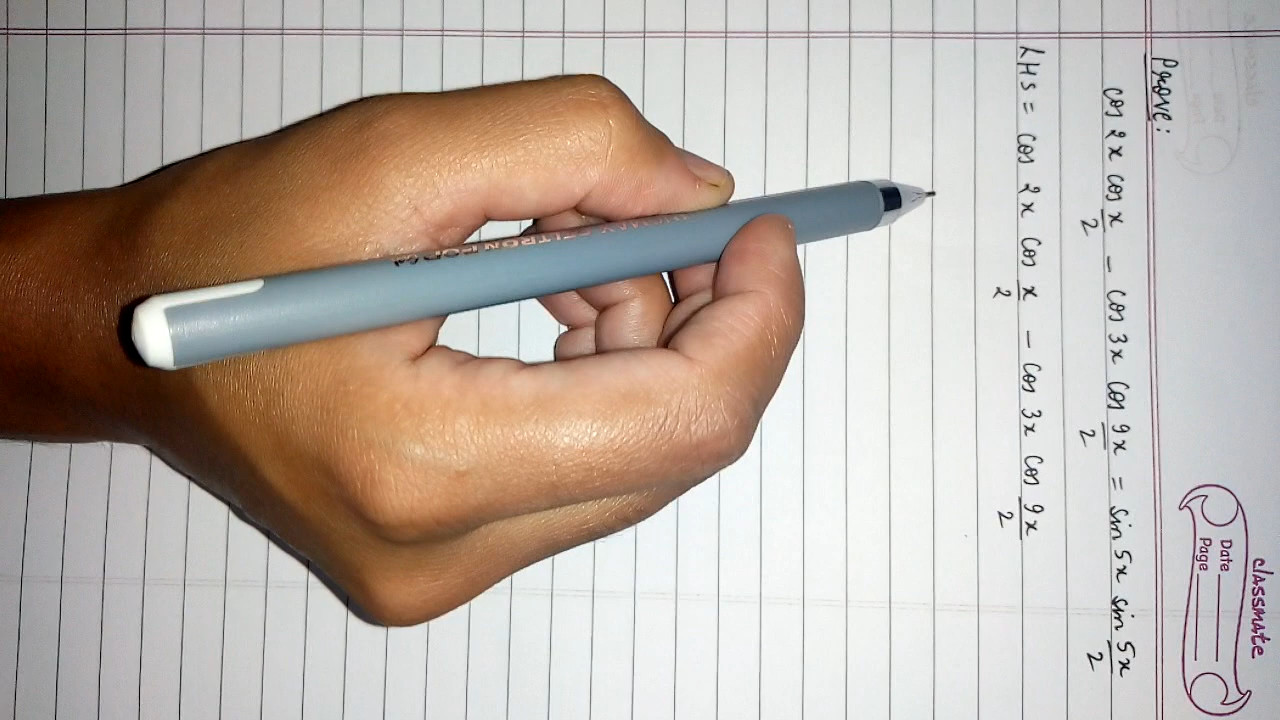 classmate
Date
Page
Prove:
cos 2x cos x/2 - cos 3x cos 9x/2 = sin 5x sin 5x/2
LHS = cos 2x cos x/2 - cos 3x cos 9x/2